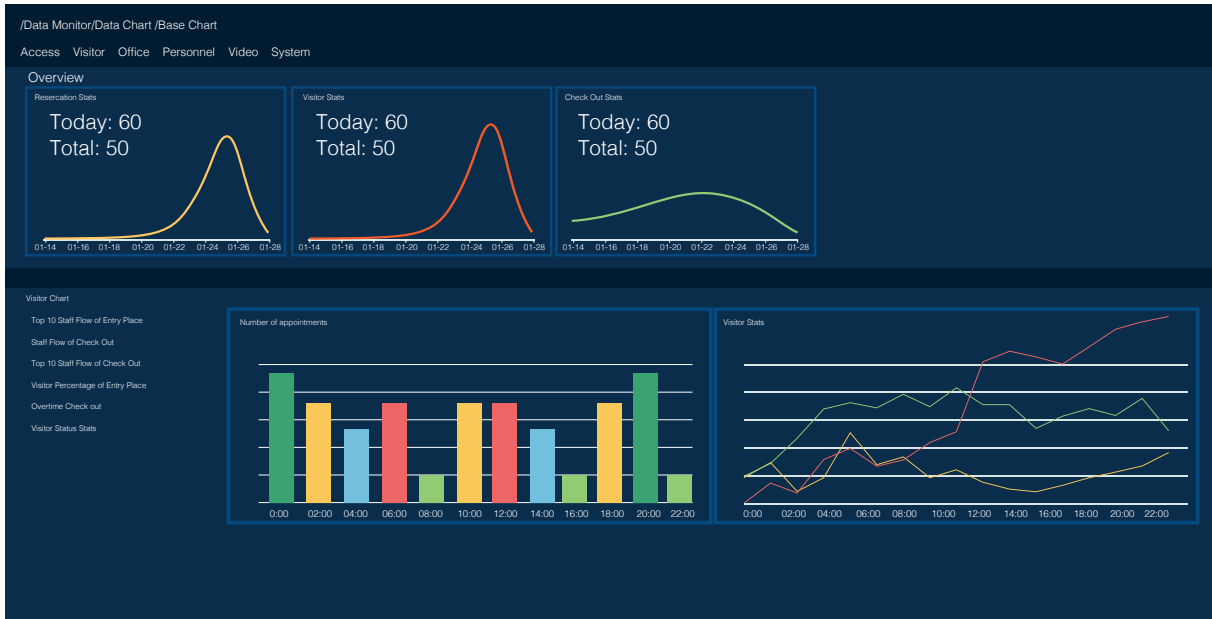 /Data Monitor/Data Chart /Base Chart
Access Visitor Office Personnel Video System
Overview
Resercation Stats
Today: 60
Total: 50
01-14 01-16 01-18 01-20 01-22 01-24 01-26 01-28
Visitor Stats
Today: 60
Total: 50
01-14 01-16 01-18 01-20 01-22 01-24 01-26 01-28
Check Out Stats
Today: 60
Total: 50
01-14 01-16 01-18 01-20 01-22 01-24 01-26 01-28
Visitor Chart
Top 10 Staff Flow of Entry Place
Staff Flow of Check Out
Top 10 Staff Flow of Check Out
Visitor Percentage of Entry Place
Overtime Check out
Visitor Status Stats
Number of appointments
0:00 02:00 04:00 06:00 08:00 10:00 12:00 14:00 16:00 18:00 20:00 22:00
Visitor Stats
0:00 02:00 04:00 06:00 08:00 10:00 12:00 14:00 16:00 18:00 20:00 22:00